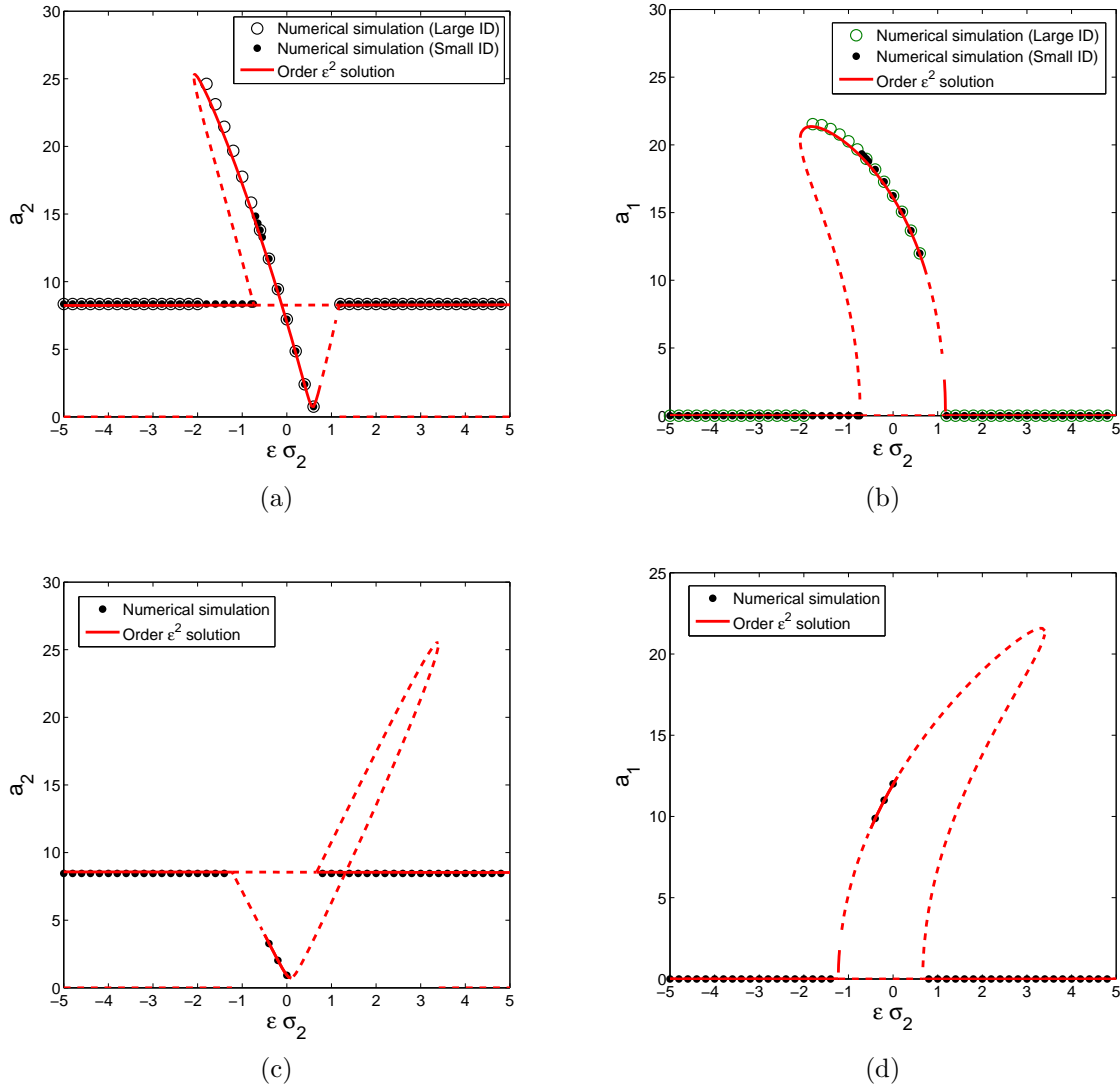 Numerical simulation (Large ID)
Numerical simulation (Small ID)
Order ε² solution
30
25
20
15
10
5
0
a₂
−5 −4 −3 −2 −1 0 1 2 3 4 5
ε σ₂
(a)
Numerical simulation (Large ID)
Numerical simulation (Small ID)
Order ε² solution
25
20
15
10
5
0
a₁
−5 −4 −3 −2 −1 0 1 2 3 4 5
ε σ₂
(b)
Numerical simulation
Order ε² solution
30
25
20
15
10
5
0
a₂
−5 −4 −3 −2 −1 0 1 2 3 4 5
ε σ₂
(c)
Numerical simulation
Order ε² solution
25
20
15
10
5
0
a₁
−5 −4 −3 −2 −1 0 1 2 3 4 5
ε σ₂
(d)